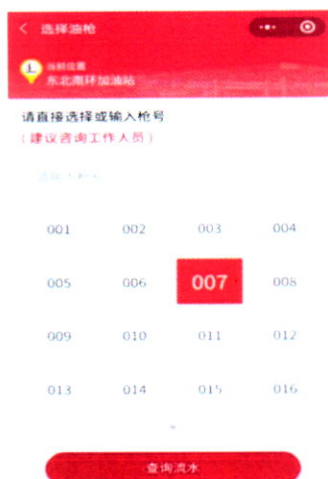 选择油枪
当前位置
东北南环加油站
请直接选择或输入枪号
(建议咨询工作人员)
001 002 003 004
005 006 007 008
009 010 011 012
013 014 015 016
查询流水